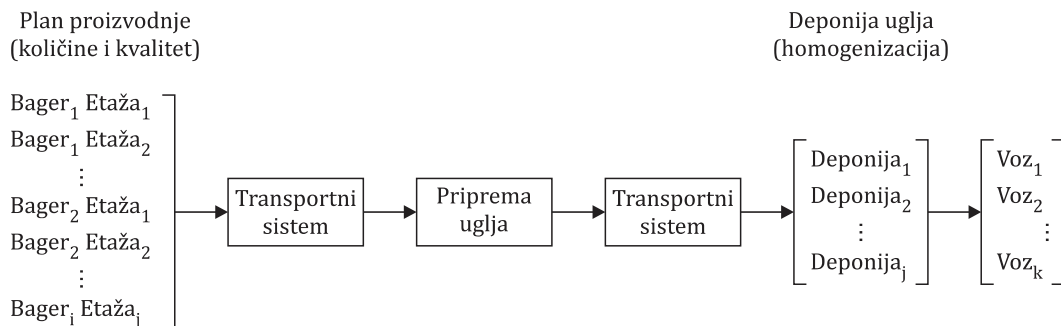 Plan proizvodnje
(količine i kvalitet)
Deponija uglja
(homogenizacija)
Bager₁ Etaža₁
Bager₁ Etaža₂
⋮
Bager₂ Etaža₁
Bager₂ Etaža₂
⋮
Bagerᵢ Etažaⱼ
Transportni
sistem
Priprema
uglja
Transportni
sistem
Deponija₁
Deponija₂
⋮
Deponijaⱼ
Voz₁
Voz₂
⋮
Vozₖ